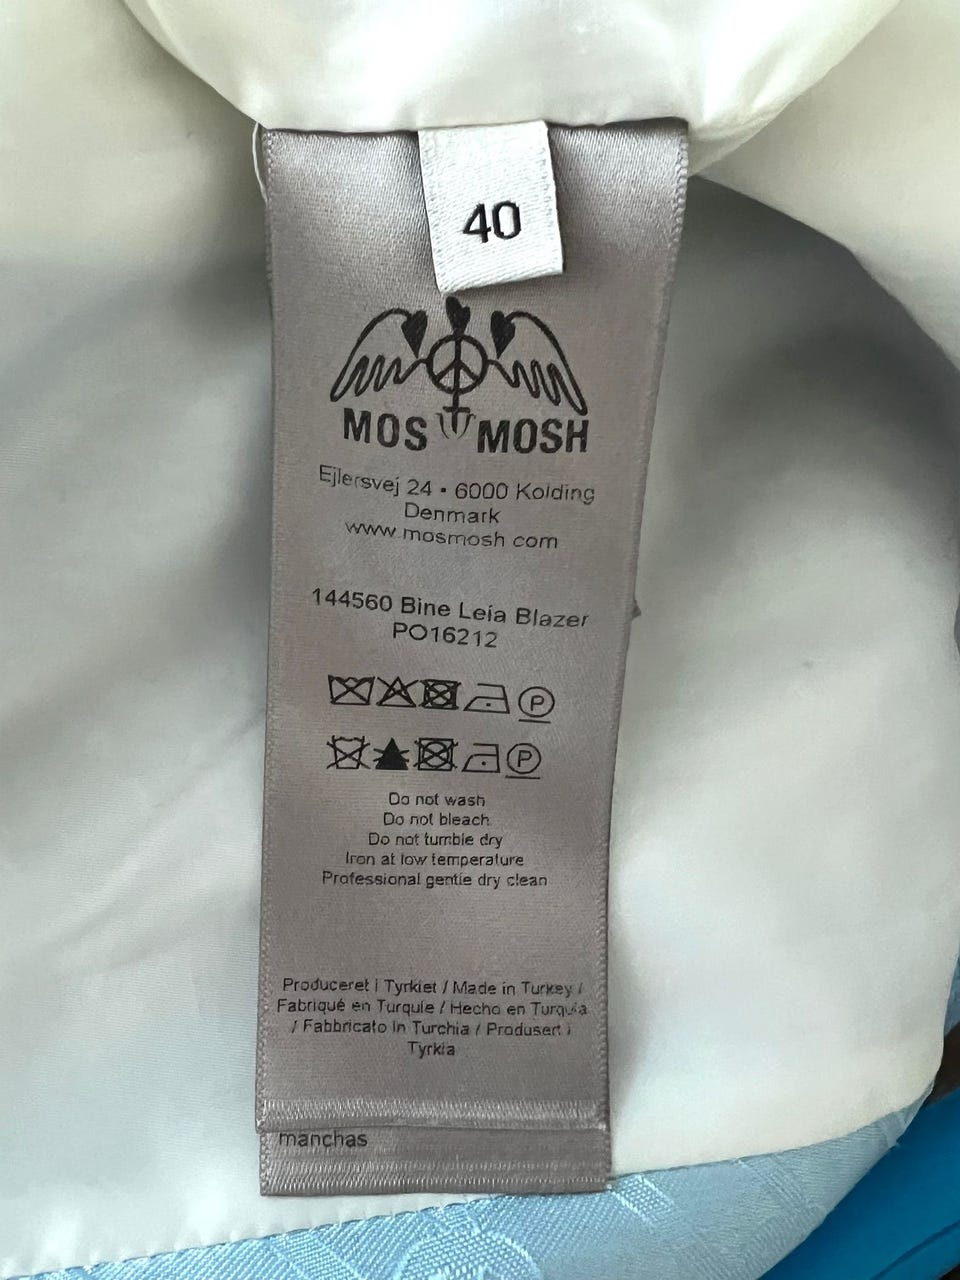 40
MOS MOSH
Ejlersvej 24 • 6000 Kolding
Denmark
www.mosmosh.com
144560 Bine Leia Blazer
PO16212
P
P
Do not wash
Do not bleach
Do not tumble dry
Iron at low temperature
Professional gentle dry clean
Produceret i Tyrkiet / Made in Turkey /
Fabriqué en Turquie / Hecho en Turquía
/ Fabbricato in Turchia / Produsert i
Tyrkia
manchas